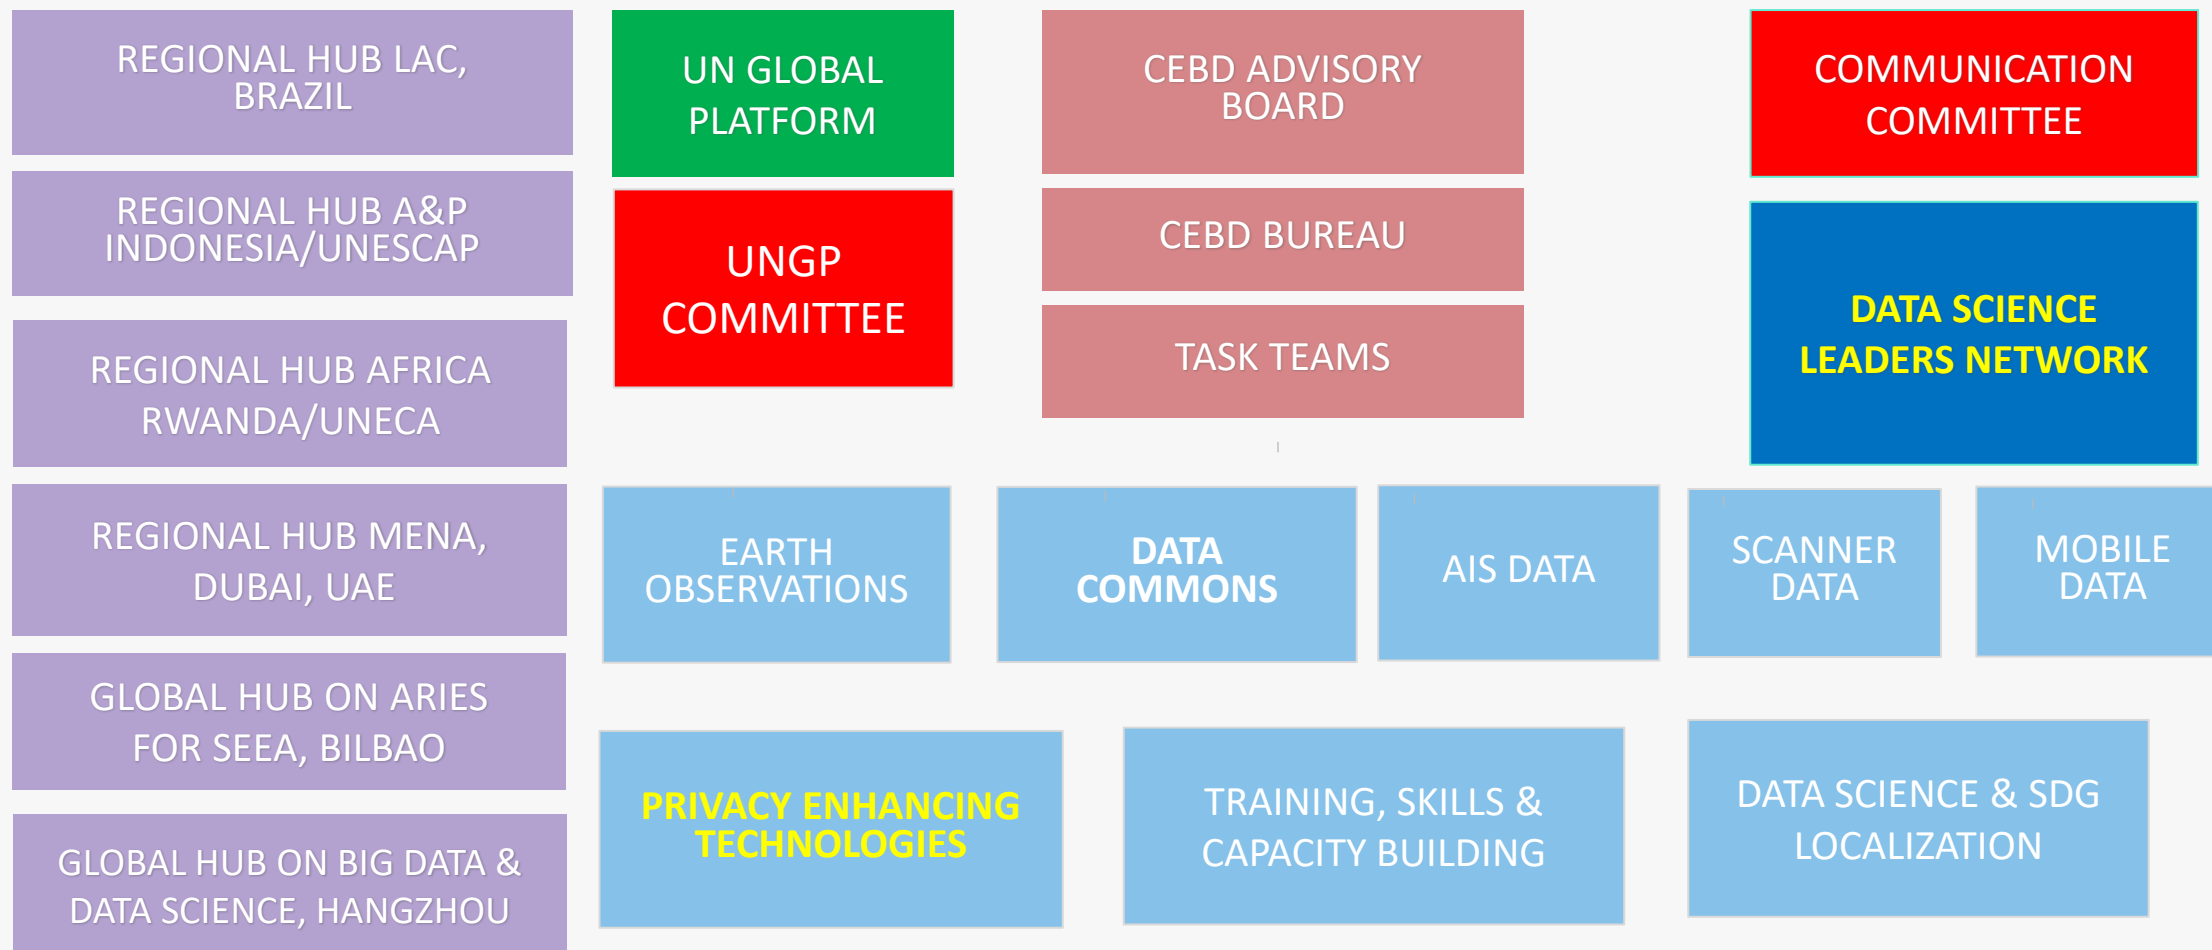 REGIONAL HUB LAC,
BRAZIL
REGIONAL HUB A&P
INDONESIA/UNESCAP
REGIONAL HUB AFRICA
RWANDA/UNECA
REGIONAL HUB MENA,
DUBAI, UAE
GLOBAL HUB ON ARIES
FOR SEEA, BILBAO
GLOBAL HUB ON BIG DATA &
DATA SCIENCE, HANGZHOU
UN GLOBAL
PLATFORM
UNGP
COMMITTEE
CEBD ADVISORY
BOARD
CEBD BUREAU
TASK TEAMS
COMMUNICATION
COMMITTEE
DATA SCIENCE
LEADERS NETWORK
EARTH
OBSERVATIONS
DATA
COMMONS
AIS DATA
SCANNER
DATA
MOBILE
DATA
PRIVACY ENHANCING
TECHNOLOGIES
TRAINING, SKILLS &
CAPACITY BUILDING
DATA SCIENCE & SDG
LOCALIZATION